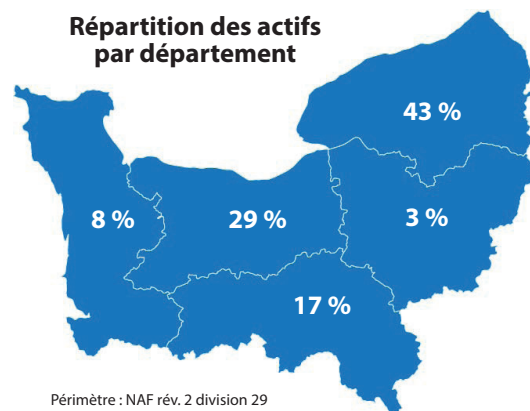 Répartition des actifs
par département
43 %
8 %
29 %
3 %
17 %
Périmètre : NAF rév. 2 division 29